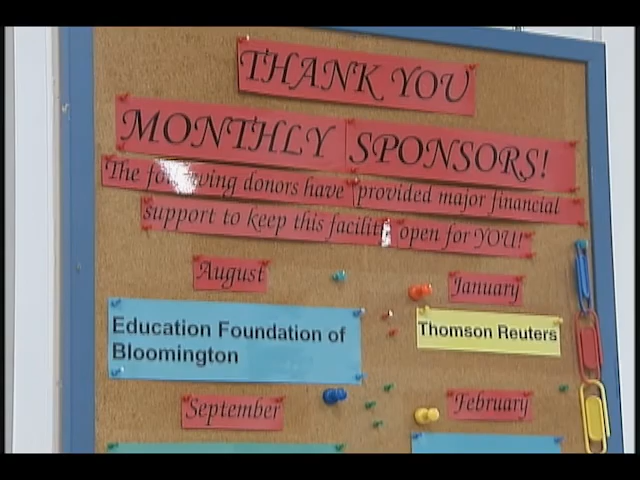 THANK YOU
MONTHLY SPONSORS!
The following donors have provided major financial
support to keep this facility open for YOU!
August
January
Education Foundation of
Bloomington
Thomson Reuters
September
February